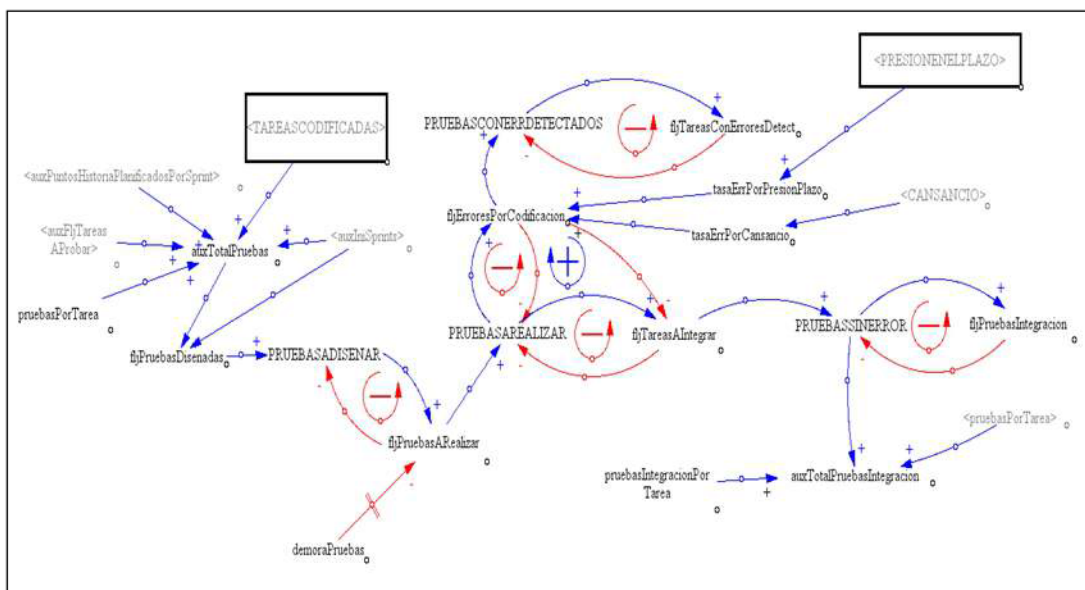 <PRESIONENELPLAZO>
<TAREASCODIFICADAS>
PRUEBASCONERRDETECTADOS
fljTareasConErroresDetect
<auxPuntosHistoriaPlanificadosPorSprint>
tasaErrPorPresionPlazo
<CANSANCIO>
fljErroresPorCodificacion
<auxFljTareas
AProbar>
<auxIniSprints>
tasaErrPorCansancio
auxTotalPruebas
pruebasPorTarea
PRUEBASAREALIZAR
fljTareasAIntegrar
PRUEBASSINERROR
fljPruebasIntegracion
fljPruebasDisenadas
PRUEBASADISENAR
<pruebasPorTarea>
fljPruebasARealizar
pruebasIntegracionPor
Tarea
auxTotalPruebasIntegracion
demoraPruebas